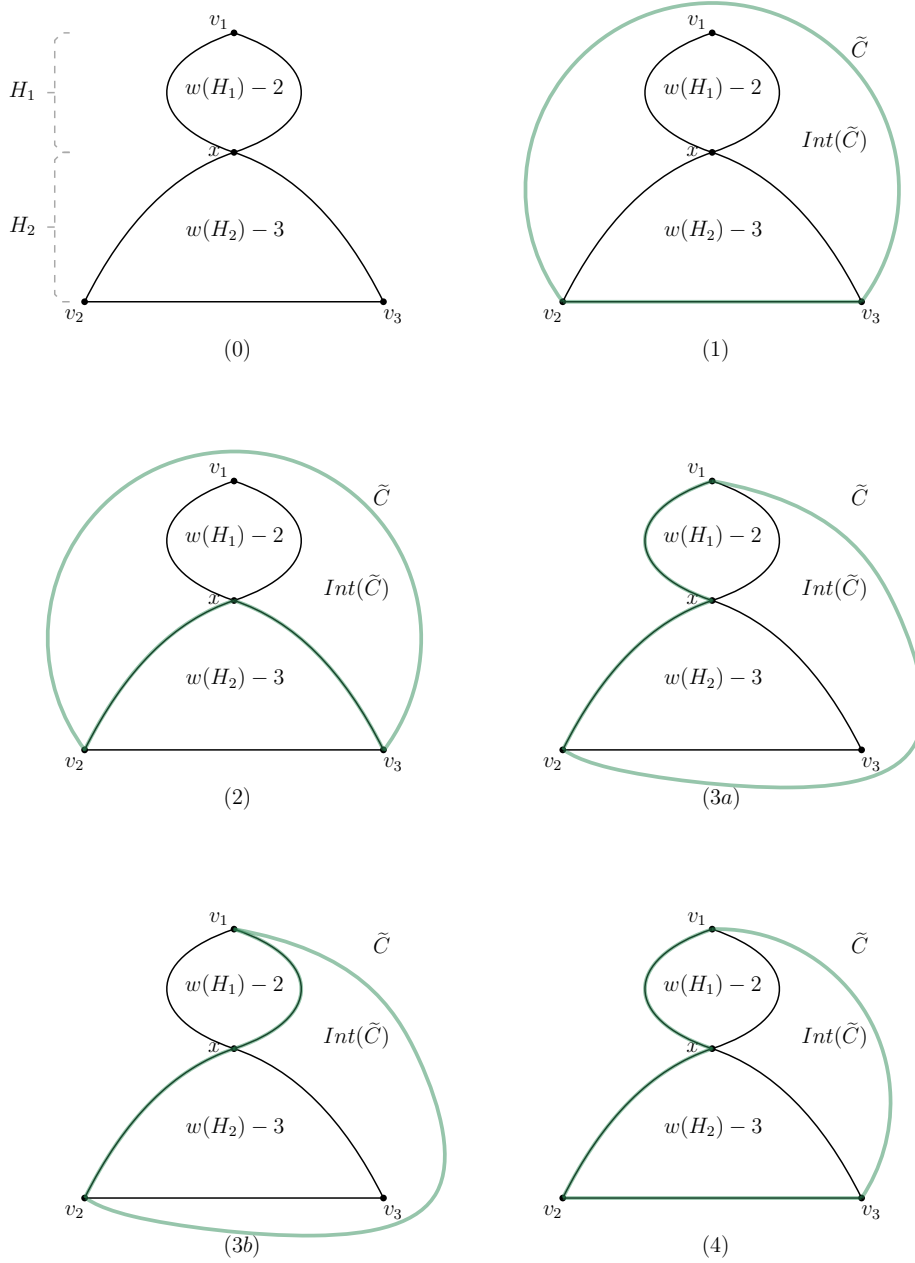 v₁
H₁
w(H₁) − 2
x
H₂
w(H₂) − 3
v₂
v₃
(0)
v₁
C̃
w(H₁) − 2
Int(C̃)
x
w(H₂) − 3
v₂
v₃
(1)
v₁
C̃
w(H₁) − 2
Int(C̃)
x
w(H₂) − 3
v₂
v₃
(2)
v₁
C̃
w(H₁) − 2
Int(C̃)
x
w(H₂) − 3
v₂
v₃
(3a)
v₁
C̃
w(H₁) − 2
Int(C̃)
x
w(H₂) − 3
v₂
v₃
(3b)
v₁
C̃
w(H₁) − 2
Int(C̃)
x
w(H₂) − 3
v₂
v₃
(4)